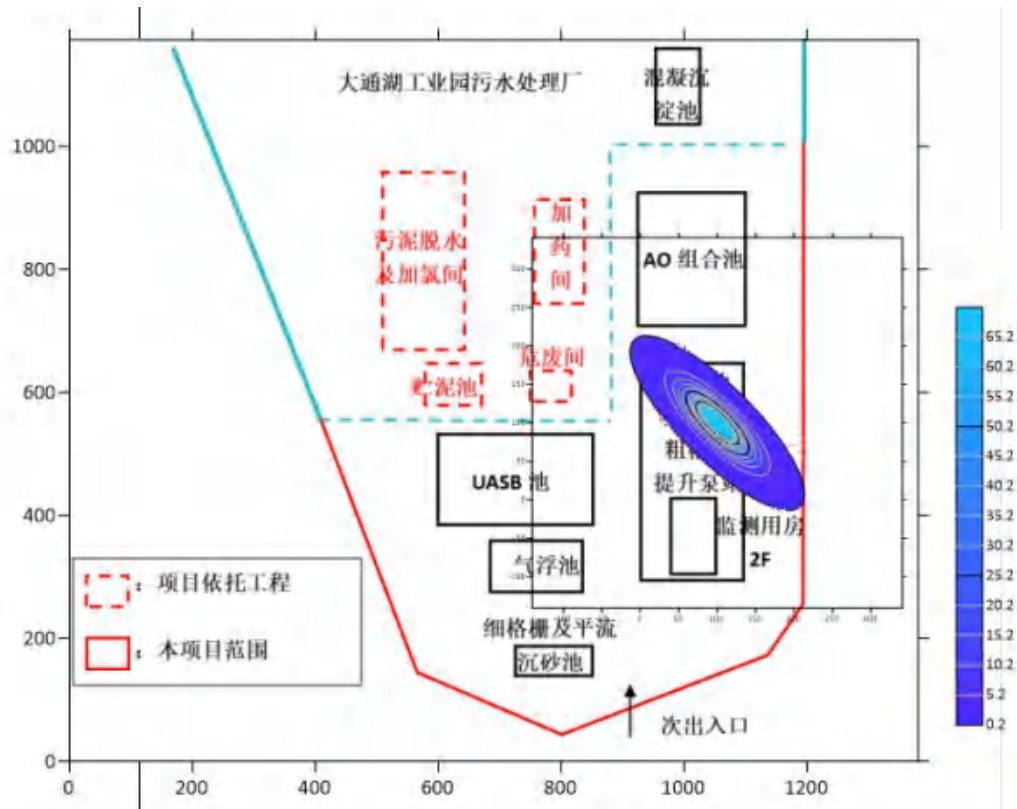 大通湖工业园污水处理厂
混凝沉
淀池
1000
加
药
间
污泥脱水
及加氯间
AO 组合池
800
65.2
60.2
危废间
贮泥池
55.2
600
50.2
45.2
粗
UASB 池
提升泵
40.2
35.2
400
监测用房
2F
30.2
气浮池
25.2
：项目依托工程
20.2
细格栅及平流
15.2
200
：本项目范围
沉砂池
10.2
5.2
次出入口
0.2
0
0
200
400
600
800
1000
1200